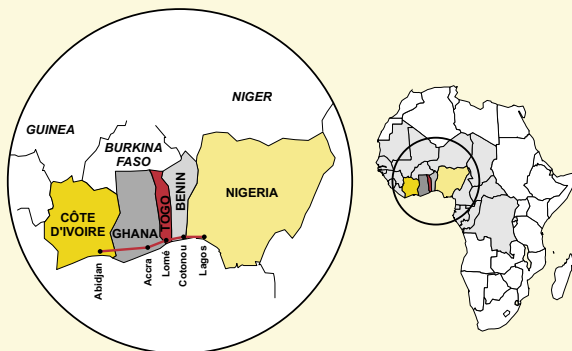 NIGER
GUINEA
BURKINA
FASO
BENIN
TOGO
NIGERIA
CÔTE
D'IVOIRE
GHANA
Abidjan
Accra
Lomé
Cotonou
Lagos